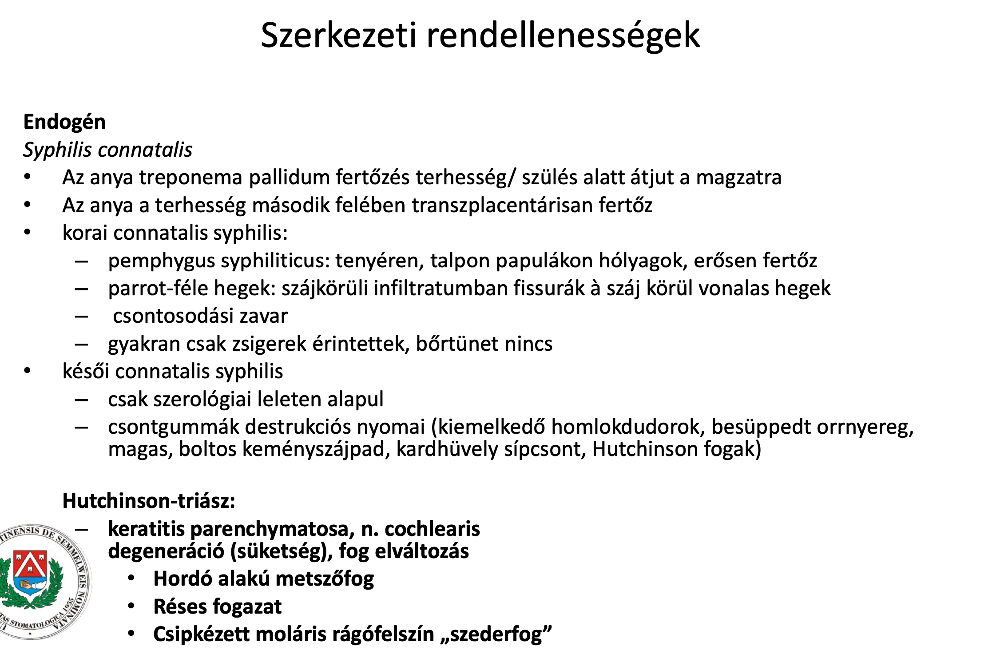 Szerkezeti rendellenességek
Endogén
Syphilis connatalis
• Az anya treponema pallidum fertőzés terhesség/ szülés alatt átjut a magzatra
• Az anya a terhesség második felében transzplacentárisan fertőz
• korai connatalis syphilis:
– pemphygus syphiliticus: tenyéren, talpon papulákon hólyagok, erősen fertőz
– parrot-féle hegek: szájkörüli infiltratumban fissurák à száj körül vonalas hegek
– csontosodási zavar
– gyakran csak zsigerek érintettek, bőrtünet nincs
• késői connatalis syphilis
– csak szerológiai leleten alapul
– csontgummák destrukciós nyomai (kiemelkedő homlokdudorok, besüppedt orrnyereg,
magas, boltos keményszájpad, kardhüvely sípcsont, Hutchinson fogak)
Hutchinson-triász:
– keratitis parenchymatosa, n. cochlearis
degeneráció (süketség), fog elváltozás
• Hordó alakú metszőfog
• Réses fogazat
• Csipkézett moláris rágófelszín „szederfog”
TINENSIS DE SEMMELWEIS NOMINATA
TAS STOMATOLOGICA 1955